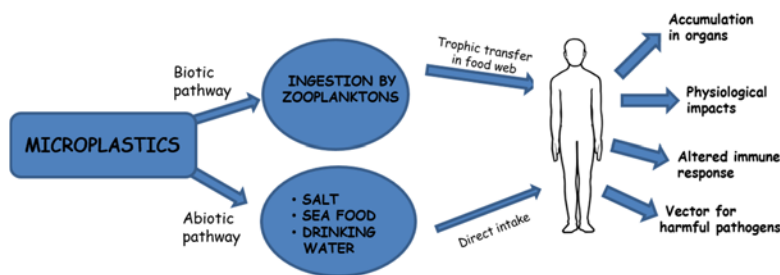 MICROPLASTICS
Biotic
pathway
Abiotic
pathway
INGESTION BY
ZOOPLANKTONS
• SALT
• SEA FOOD
• DRINKING
WATER
Trophic transfer
in food web
Direct intake
Accumulation
in organs
Physiological
impacts
Altered immune
response
Vector for
harmful pathogens